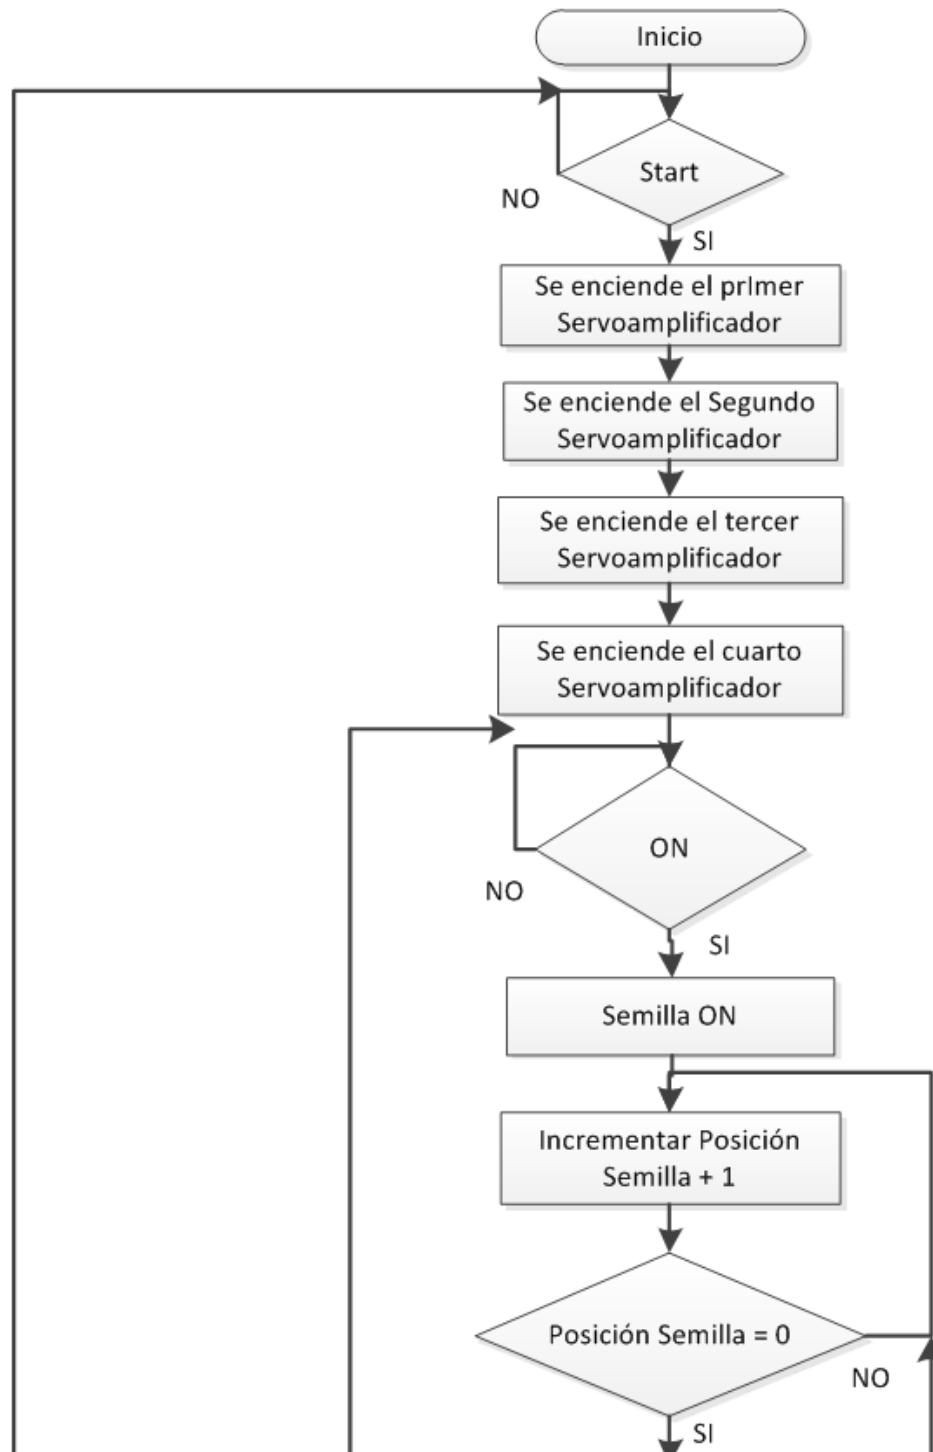 Inicio
Start
NO
SI
Se enciende el prImer
Servoamplificador
Se enciende el Segundo
Servoamplificador
Se enciende el tercer
Servoamplificador
Se enciende el cuarto
Servoamplificador
ON
NO
SI
Semilla ON
Incrementar Posición
Semilla + 1
Posición Semilla = 0
NO
SI